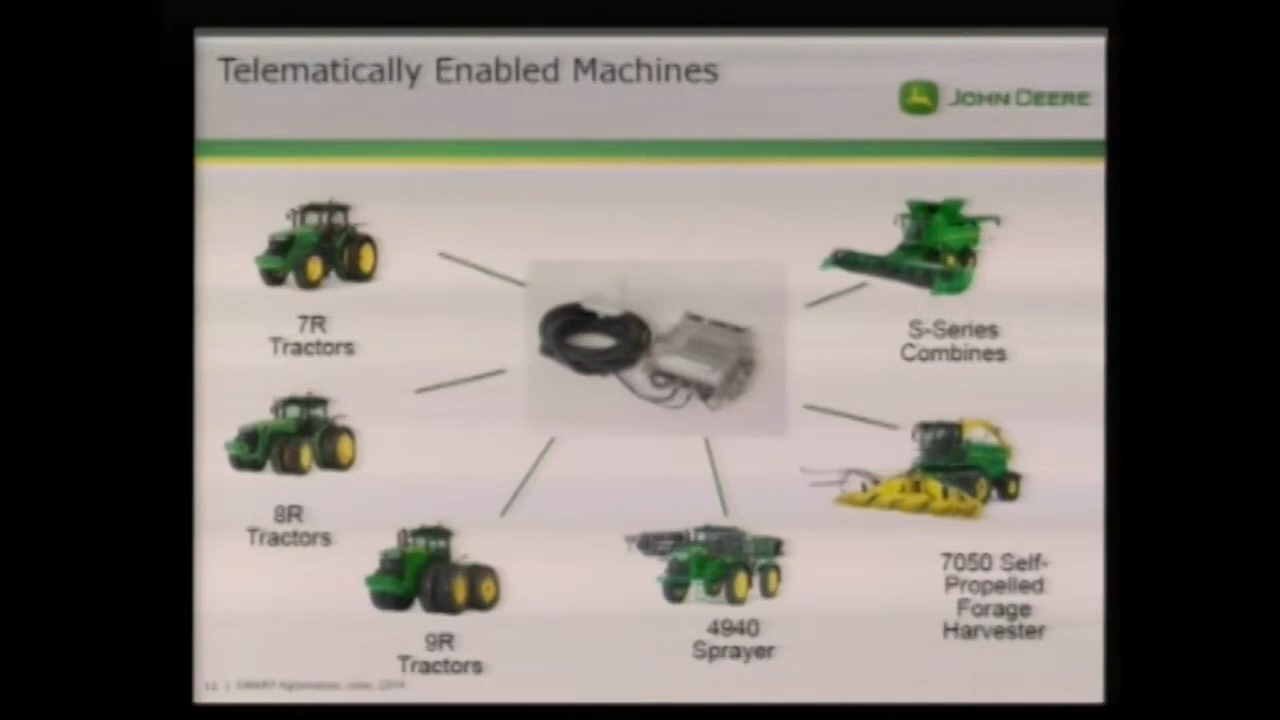 Telematically Enabled Machines
JOHN DEERE
7R
Tractors
S-Series
Combines
8R
Tractors
7050 Self-
Propelled
Forage
Harvester
4940
Sprayer
9R
Tractors